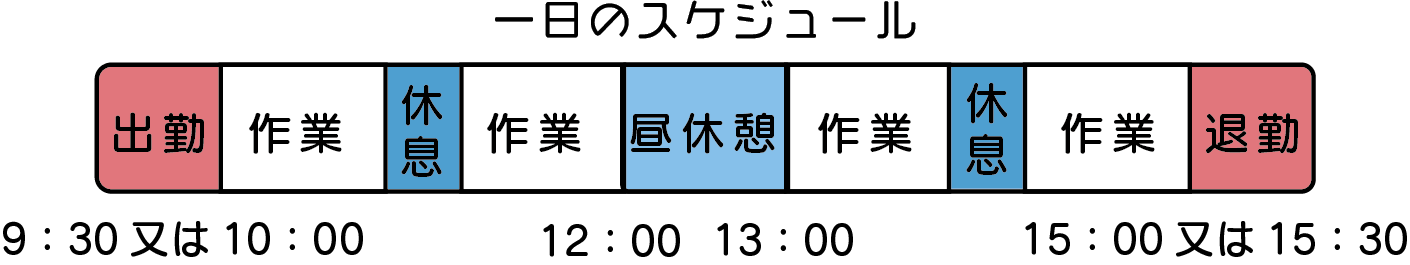 一日のスケジュール
出勤 作業 休息 作業 昼休憩 作業 休息 作業 退勤
9：30 又は 10：00 12：00 13：00 15：00 又は 15：30